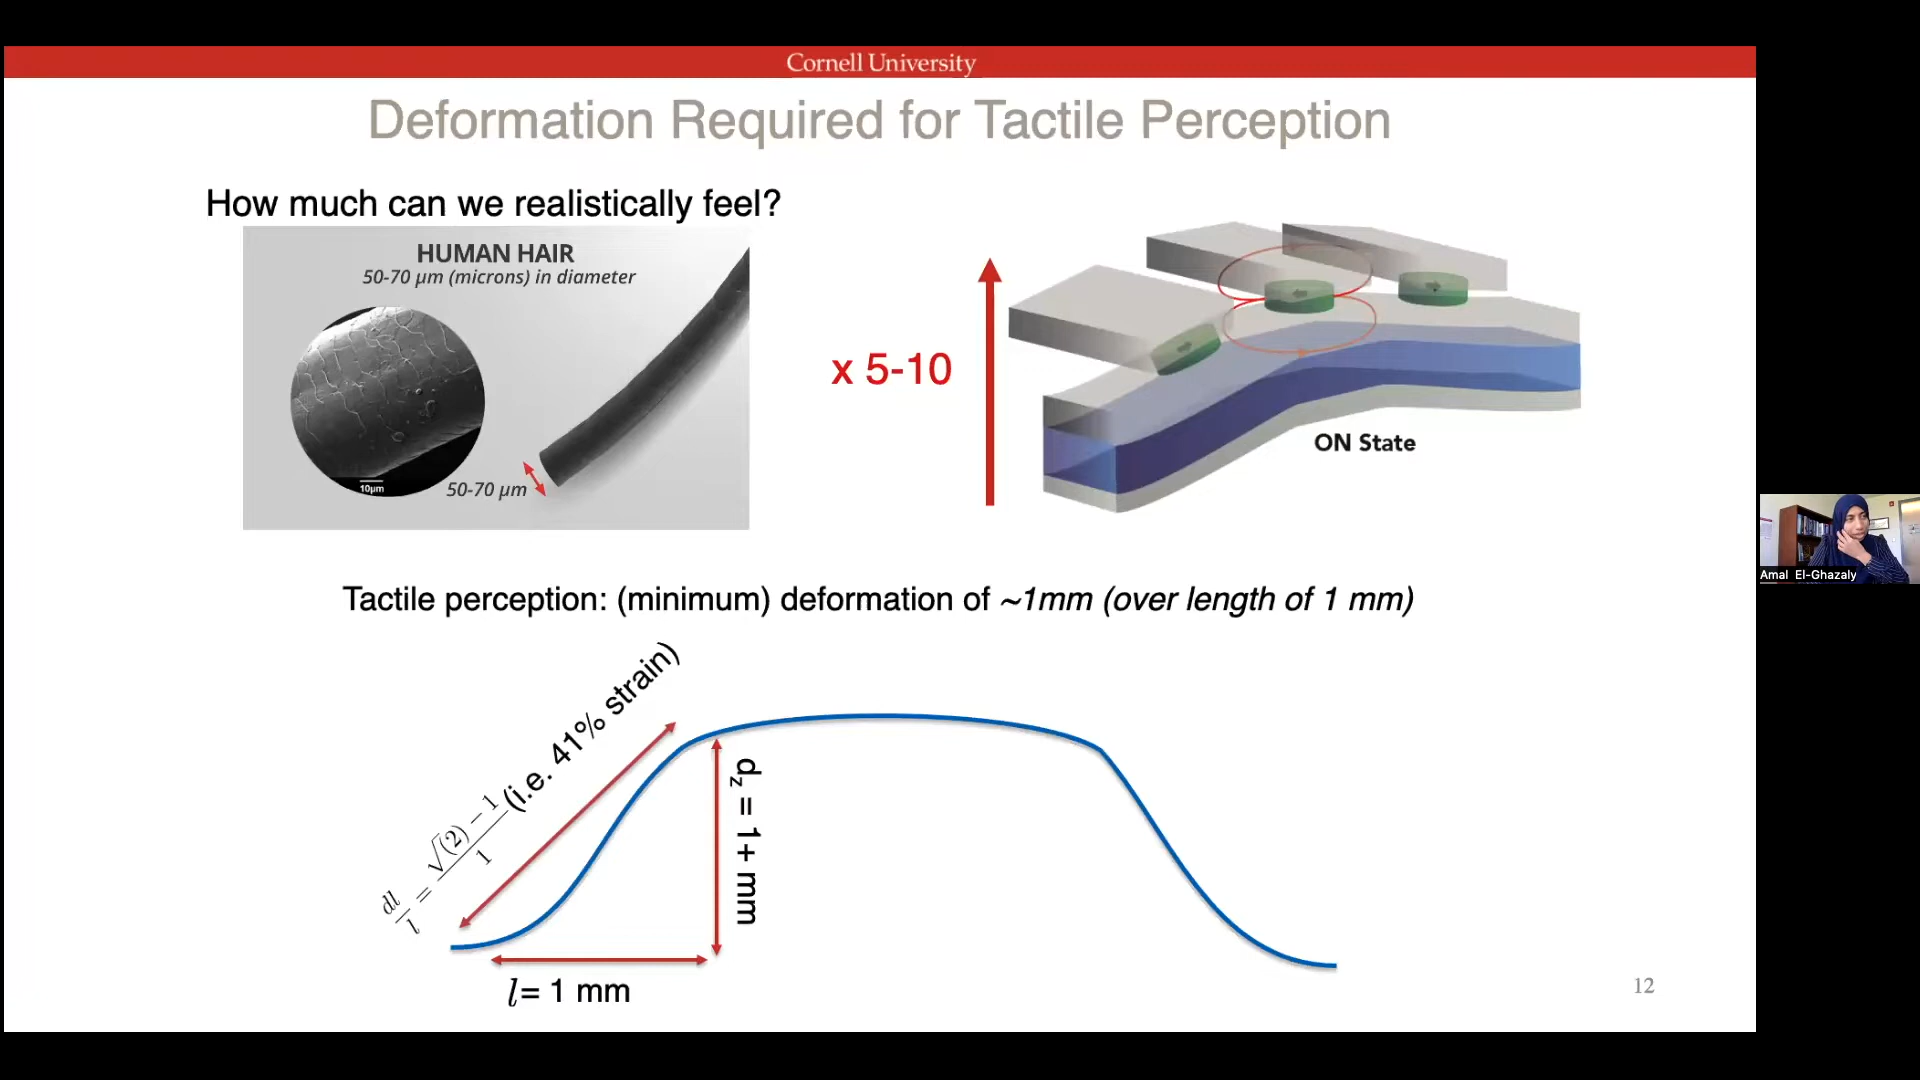 Cornell University
Deformation Required for Tactile Perception
How much can we realistically feel?
HUMAN HAIR
50-70 µm (microns) in diameter
10µm
50-70 µm
x 5-10
ON State
Tactile perception: (minimum) deformation of ~1mm (over length of 1 mm)
dl/l = √(2) − 1/1 (i.e. 41% strain)
dz = 1+ mm
l= 1 mm
12
Amal El-Ghazaly